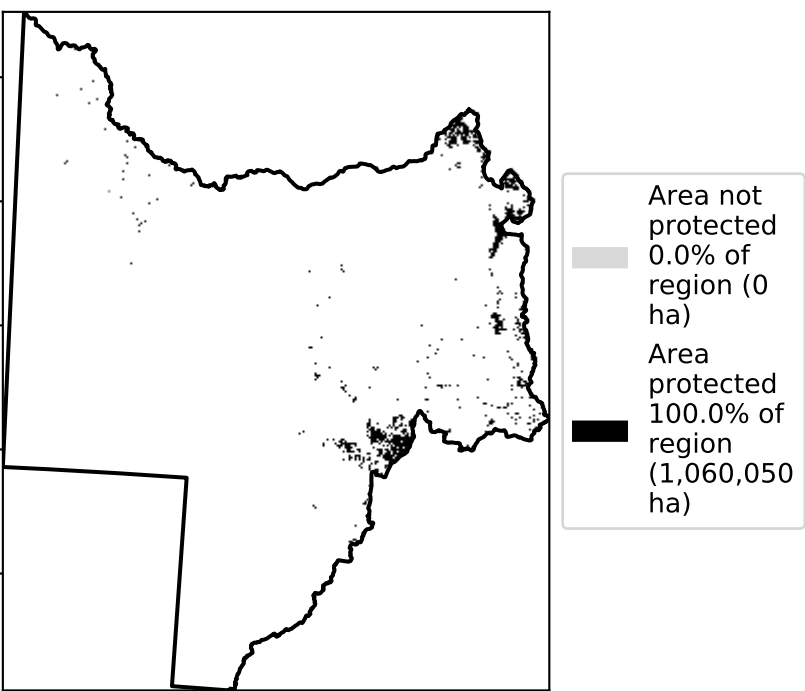 Area not
protected
0.0% of
region (0
ha)
Area
protected
100.0% of
region
(1,060,050
ha)